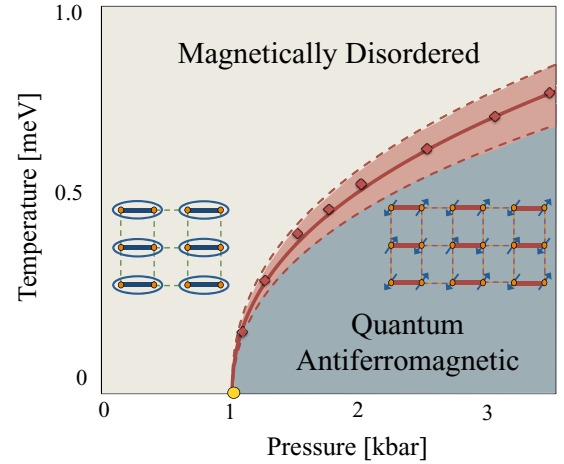 1.0
Magnetically Disordered
Temperature [meV]
0.5
Quantum
Antiferromagnetic
0
0
1
2
3
Pressure [kbar]